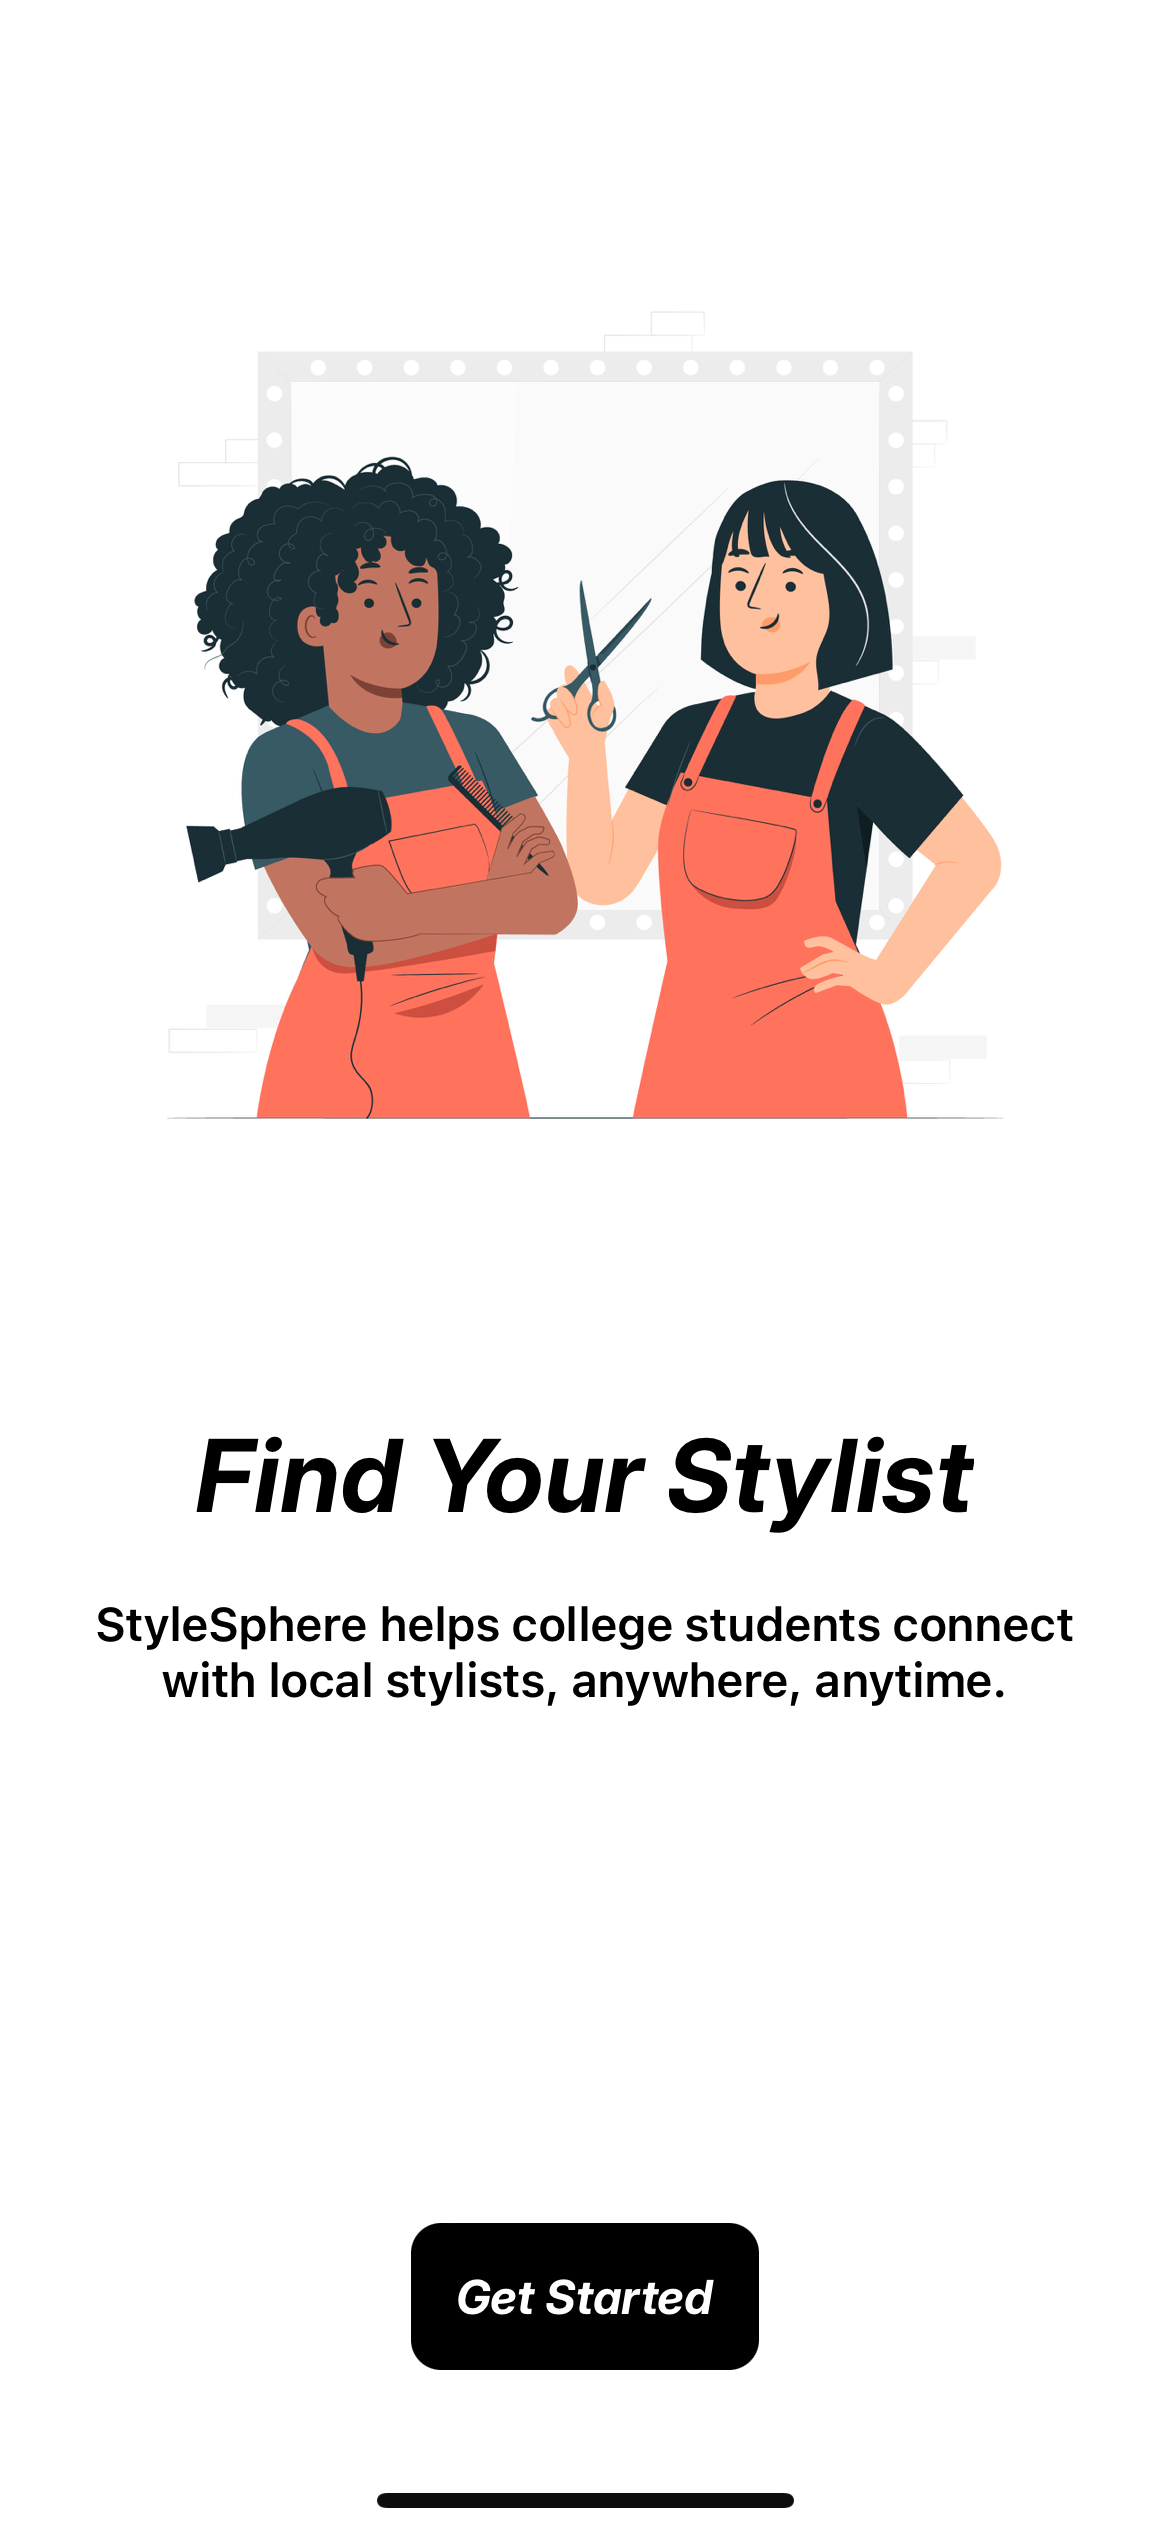 Find Your Stylist
StyleSphere helps college students connect
with local stylists, anywhere, anytime.
Get Started